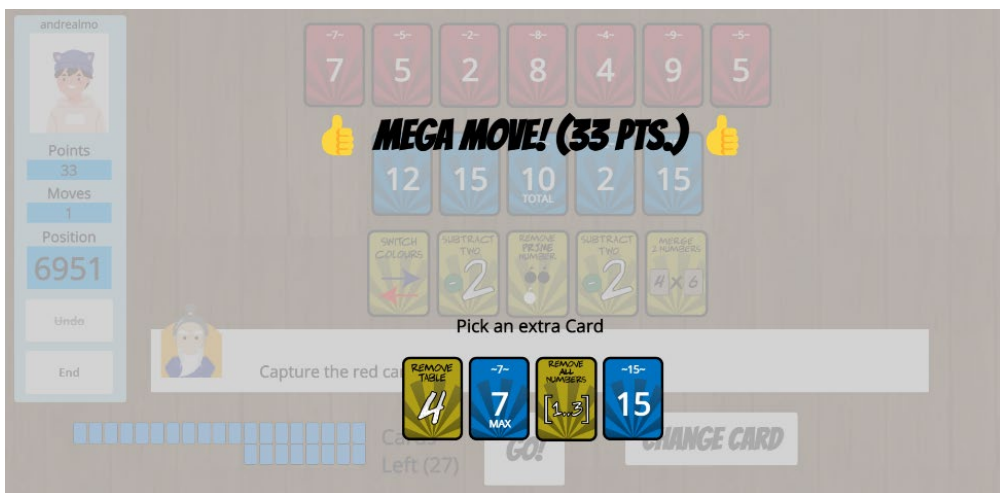 andrealmo
Points
33
Moves
1
Position
6951
Undo
End
~7~
7
~5~
5
~2~
2
~8~
8
~4~
4
~9~
9
~5~
5
👍 MEGA MOVE! (33 PTS.) 👍
12
15
10
TOTAL
2
15
SWITCH
COLOURS
SUBTRACT
TWO
-2
REMOVE
PRIME
NUMBER
SUBTRACT
TWO
-2
MERGE
2 NUMBERS
4 X 6
Pick an extra Card
Capture the red ca
REMOVE
TABLE
4
~7~
7
MAX
REMOVE
ALL
NUMBERS
[1..3]
~15~
15
Cards
Left (27)
GO!
CHANGE CARD